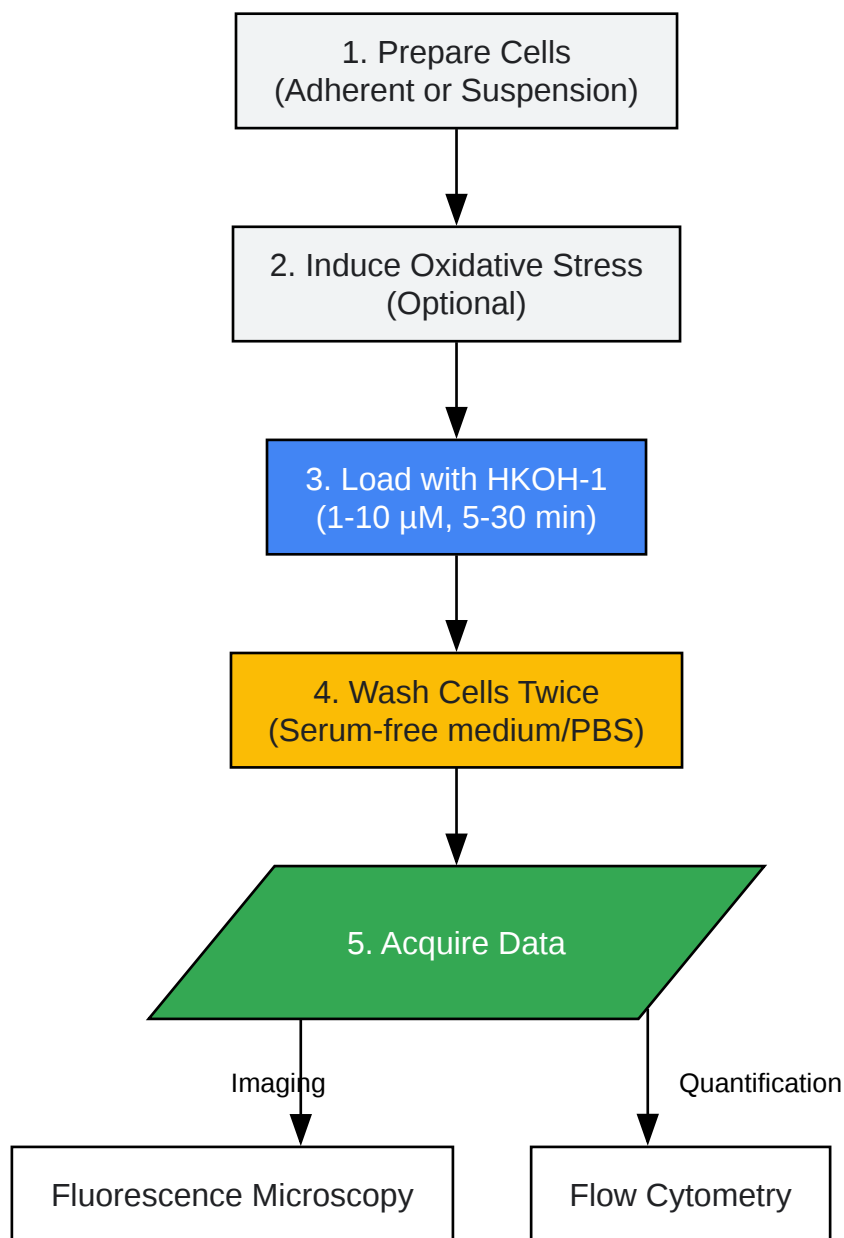 1. Prepare Cells
(Adherent or Suspension)
2. Induce Oxidative Stress
(Optional)
3. Load with HKOH-1
(1-10 µM, 5-30 min)
4. Wash Cells Twice
(Serum-free medium/PBS)
5. Acquire Data
Imaging
Quantification
Fluorescence Microscopy
Flow Cytometry